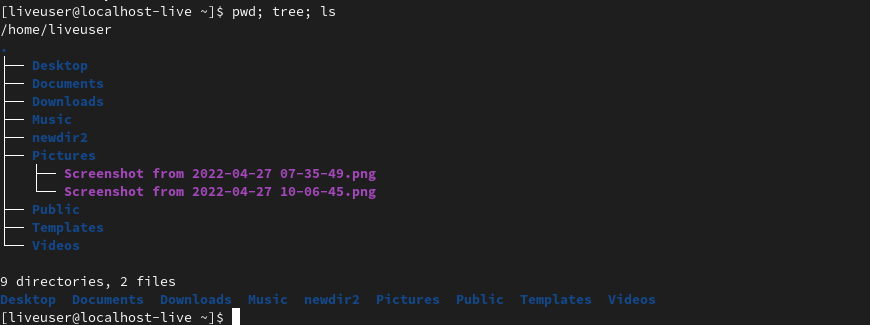 [liveuser@localhost-live ~]$ pwd; tree; ls
/home/liveuser
.
├── Desktop
├── Documents
├── Downloads
├── Music
├── newdir2
├── Pictures
│   ├── Screenshot from 2022-04-27 07-35-49.png
│   └── Screenshot from 2022-04-27 10-06-45.png
├── Public
├── Templates
└── Videos

9 directories, 2 files
Desktop  Documents  Downloads  Music  newdir2  Pictures  Public  Templates  Videos
[liveuser@localhost-live ~]$